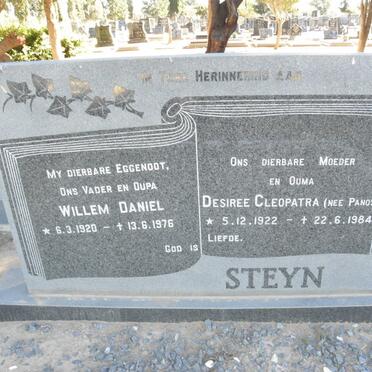 IN HERINNERING AAN
MY DIERBARE EGGENOOT,
ONS VADER EN OUPA
WILLEM DANIEL
* 6.3.1920 - † 13.6.1976
GOD IS
ONS DIERBARE MOEDER
EN OUMA
DESIREE CLEOPATRA (NEE PANOS
* 5.12.1922 - † 22.6.1984
LIEFDE.
STEYN